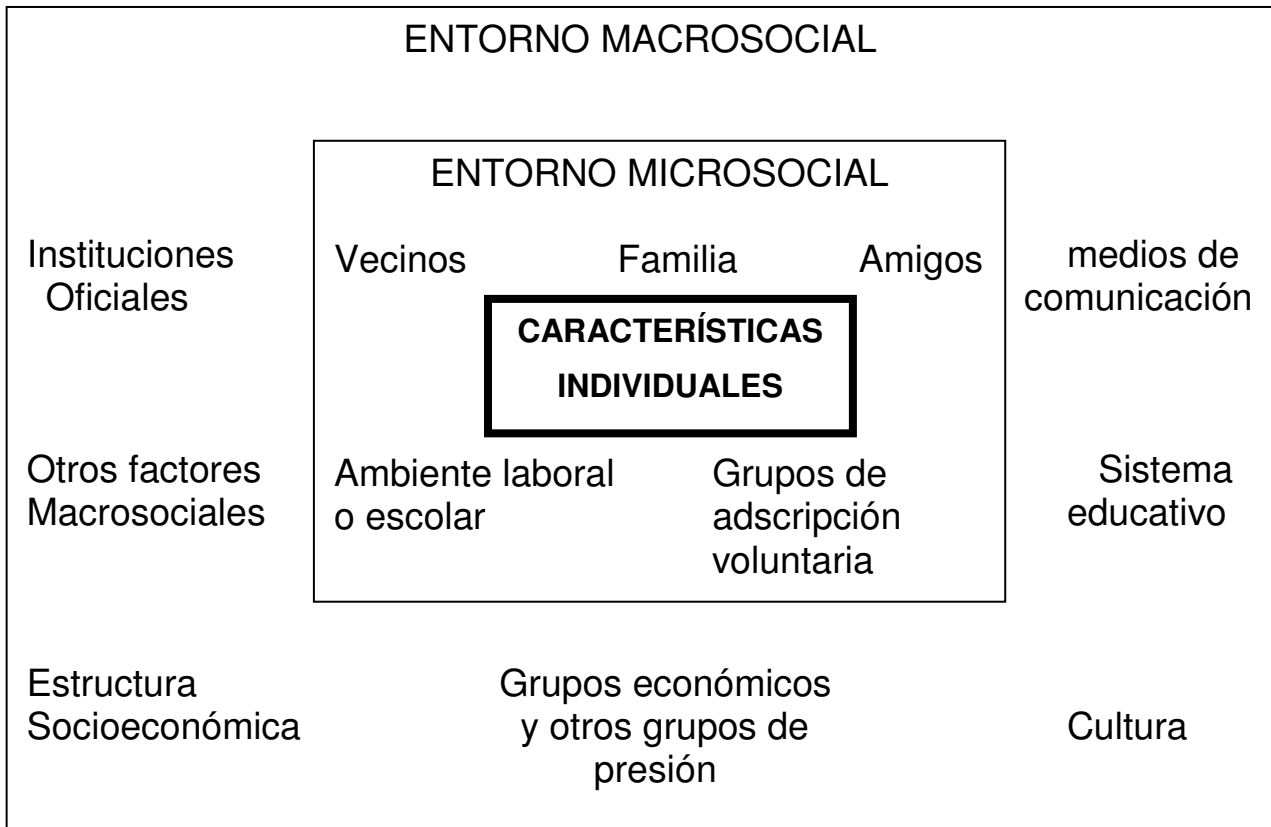 ENTORNO MACROSOCIAL
ENTORNO MICROSOCIAL
Instituciones
Oficiales
Vecinos
Familia
Amigos
medios de
comunicación
CARACTERÍSTICAS
INDIVIDUALES
Otros factores
Macrosociales
Ambiente laboral
o escolar
Grupos de
adscripción
voluntaria
Sistema
educativo
Estructura
Socioeconómica
Grupos económicos
y otros grupos de
presión
Cultura